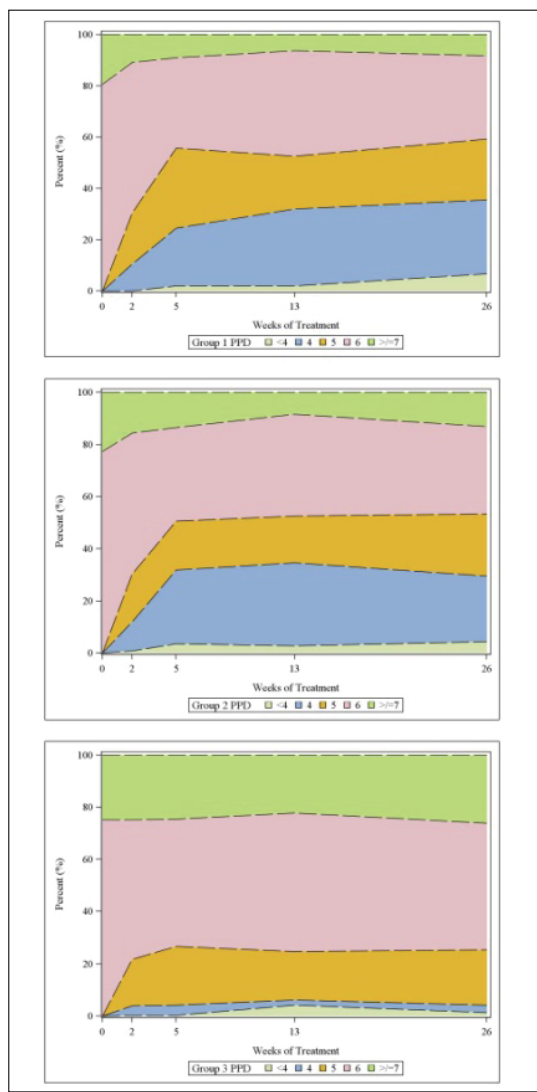 100
80
60
40
20
0
Percent (%)
0 2 5 13 26
Weeks of Treatment
Group 1 PPD <4 4 5 6 >/=7
100
80
60
40
20
0
Percent (%)
0 2 5 13 26
Weeks of Treatment
Group 2 PPD <4 4 5 6 >/=7
100
80
60
40
20
0
Percent (%)
0 2 5 13 26
Weeks of Treatment
Group 3 PPD <4 4 5 6 >/=7